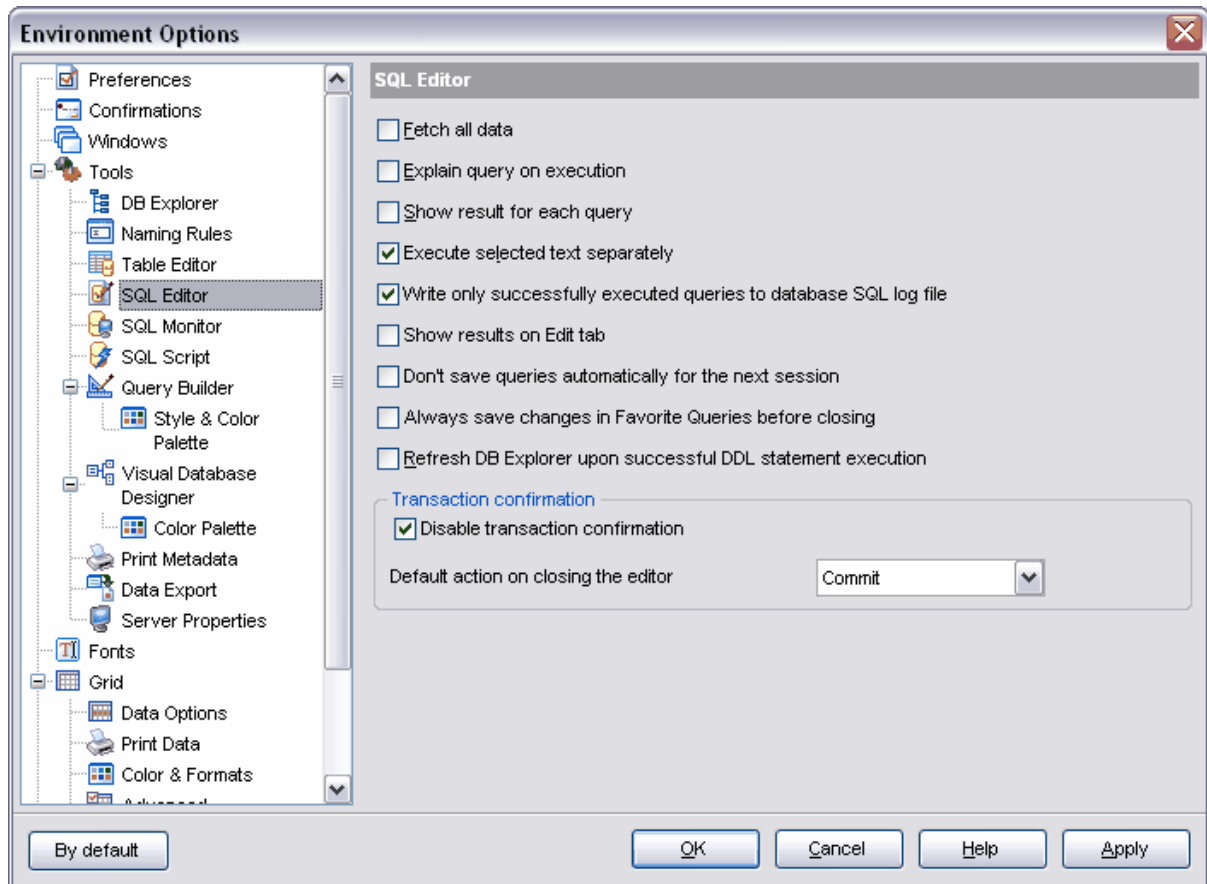 Environment Options
Preferences
Confirmations
Windows
Tools
DB Explorer
Naming Rules
Table Editor
SQL Editor
SQL Monitor
SQL Script
Query Builder
Style & Color
Palette
Visual Database
Designer
Color Palette
Print Metadata
Data Export
Server Properties
Fonts
Grid
Data Options
Print Data
Color & Formats
Advanced
SQL Editor
Fetch all data
Explain query on execution
Show result for each query
Execute selected text separately
Write only successfully executed queries to database SQL log file
Show results on Edit tab
Don't save queries automatically for the next session
Always save changes in Favorite Queries before closing
Refresh DB Explorer upon successful DDL statement execution
Transaction confirmation
Disable transaction confirmation
Default action on closing the editor
Commit
By default
OK
Cancel
Help
Apply